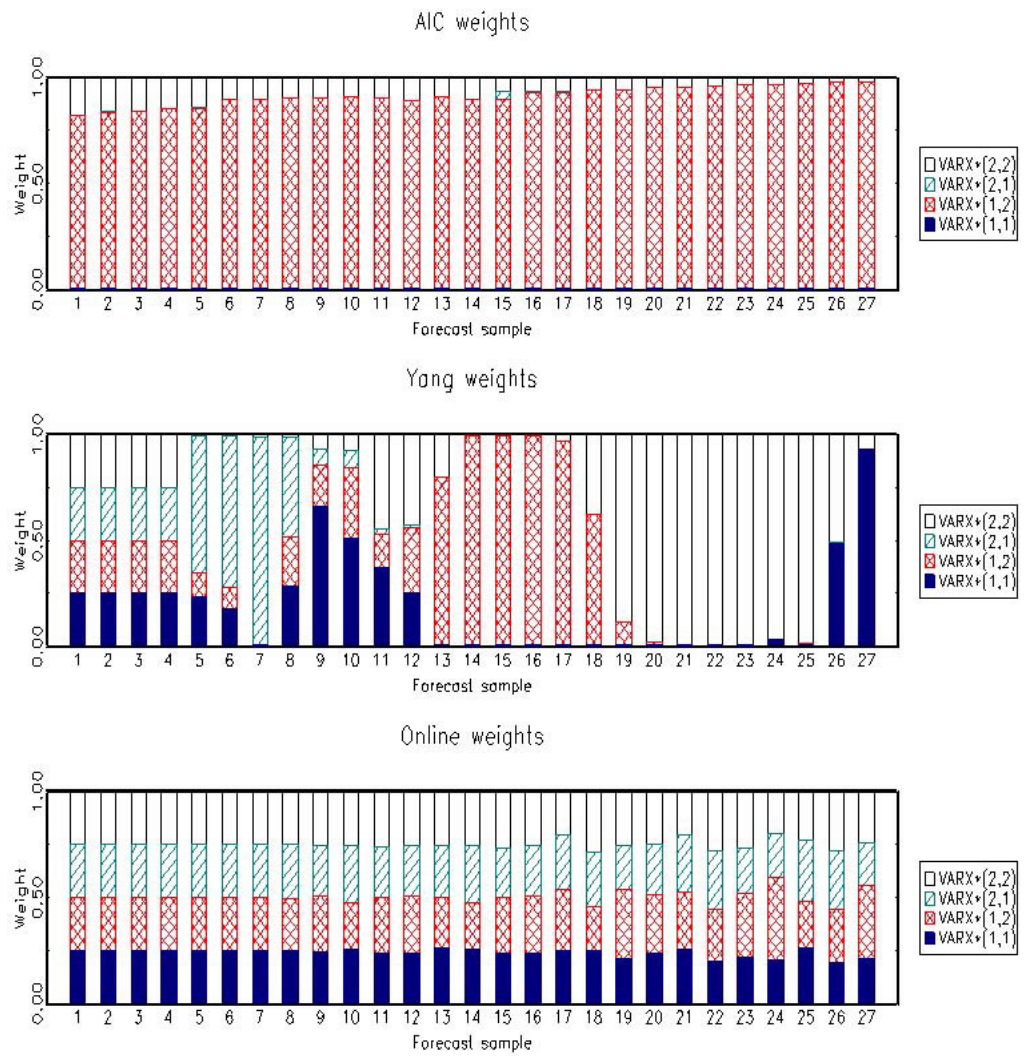 AIC weights
Weight
0.00 0.50 1.00
1 2 3 4 5 6 7 8 9 10 11 12 13 14 15 16 17 18 19 20 21 22 23 24 25 26 27
Forecast sample
VARX*(2,2)
VARX*(2,1)
VARX*(1,2)
VARX*(1,1)
Yang weights
Weight
0.00 0.50 1.00
1 2 3 4 5 6 7 8 9 10 11 12 13 14 15 16 17 18 19 20 21 22 23 24 25 26 27
Forecast sample
VARX*(2,2)
VARX*(2,1)
VARX*(1,2)
VARX*(1,1)
Online weights
Weight
0.00 0.50 1.00
1 2 3 4 5 6 7 8 9 10 11 12 13 14 15 16 17 18 19 20 21 22 23 24 25 26 27
Forecast sample
VARX*(2,2)
VARX*(2,1)
VARX*(1,2)
VARX*(1,1)